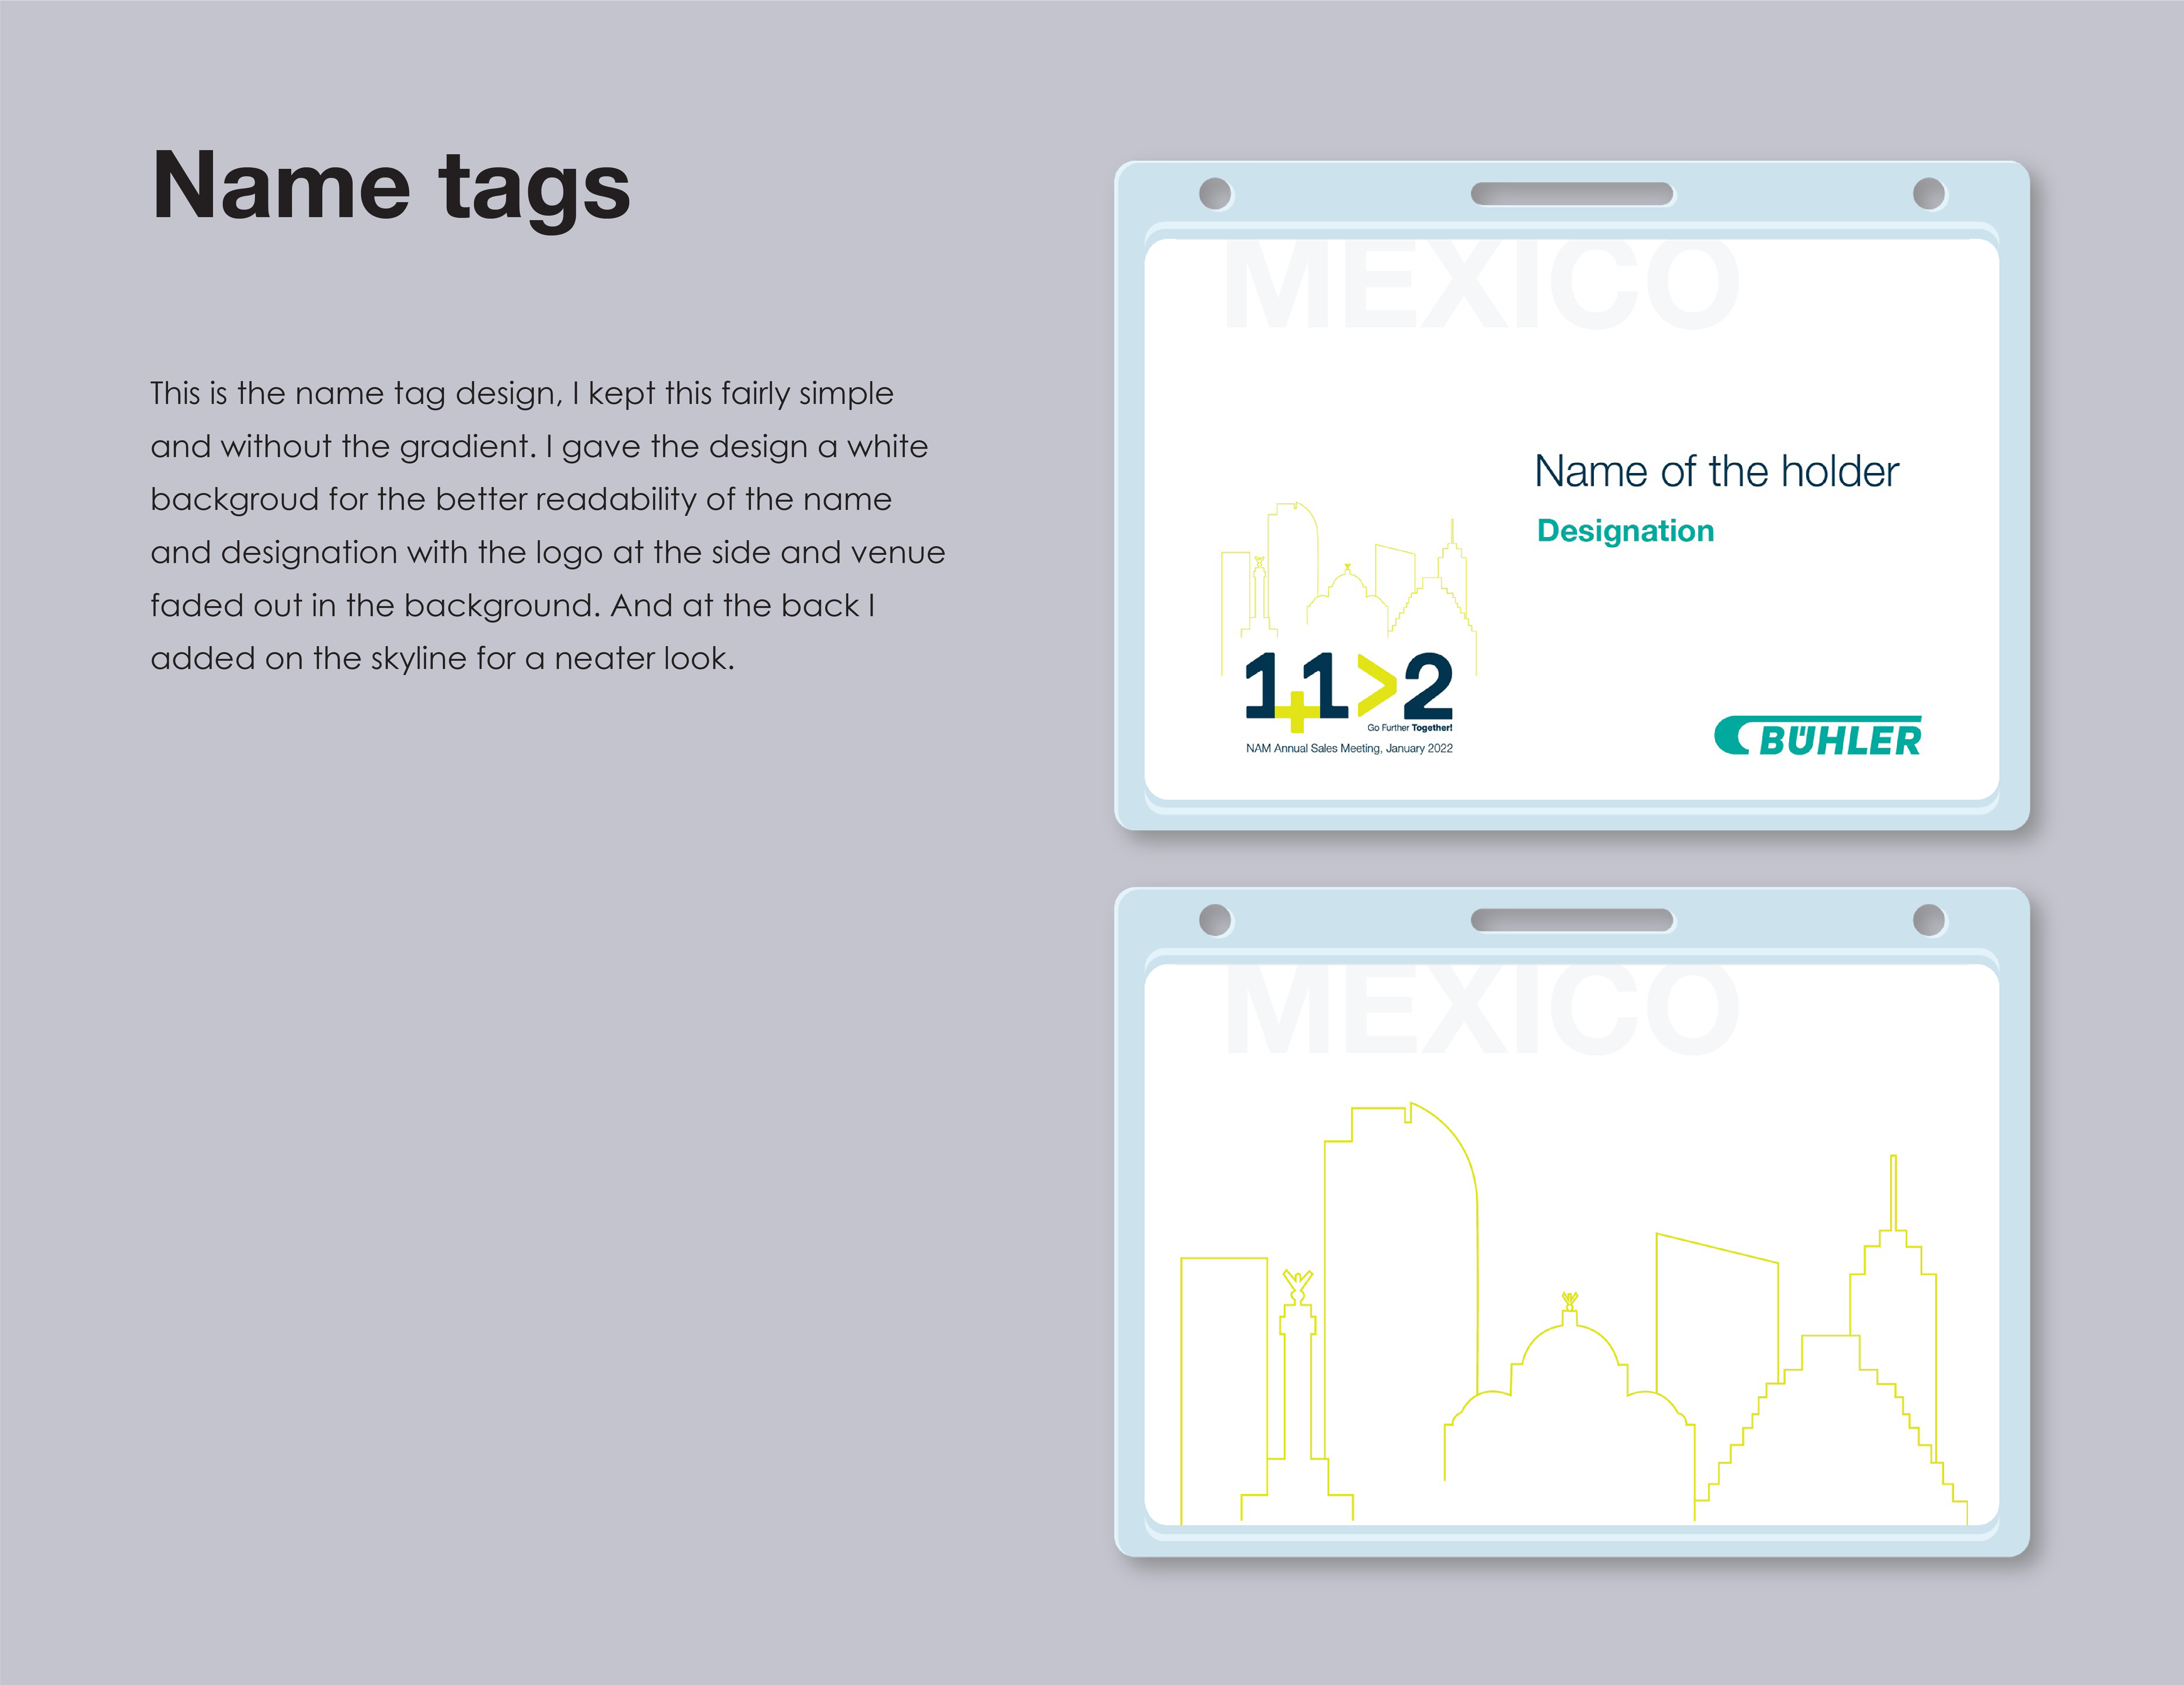 Name tags
This is the name tag design, I kept this fairly simple
and without the gradient. I gave the design a white
backgroud for the better readability of the name
and designation with the logo at the side and venue
faded out in the background. And at the back I
added on the skyline for a neater look.
MEXICO
Name of the holder
Designation
1+1>2
Go Further Together!
NAM Annual Sales Meeting, January 2022
BÜHLER
MEXICO